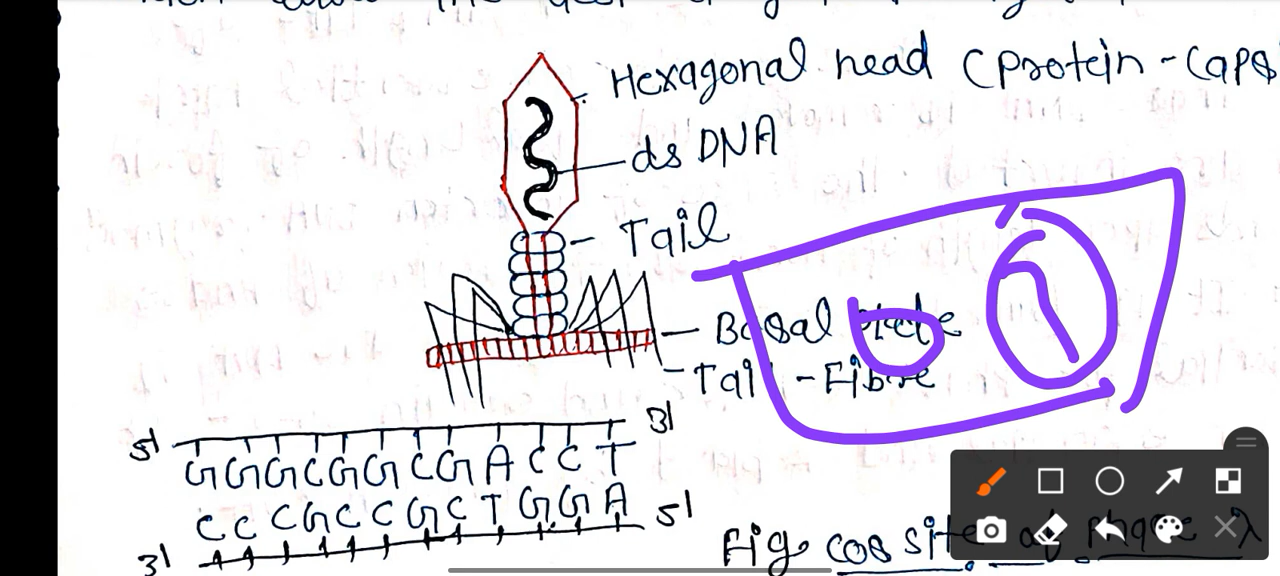 Hexagonal head (Protein - Caps
ds DNA
Tail
Basal Plate
Tail - Fibre
5' 3'
GGGCGGCGACCT
CCCGCCGCTGGA
3' 5'
Fig. cos site of phage λ